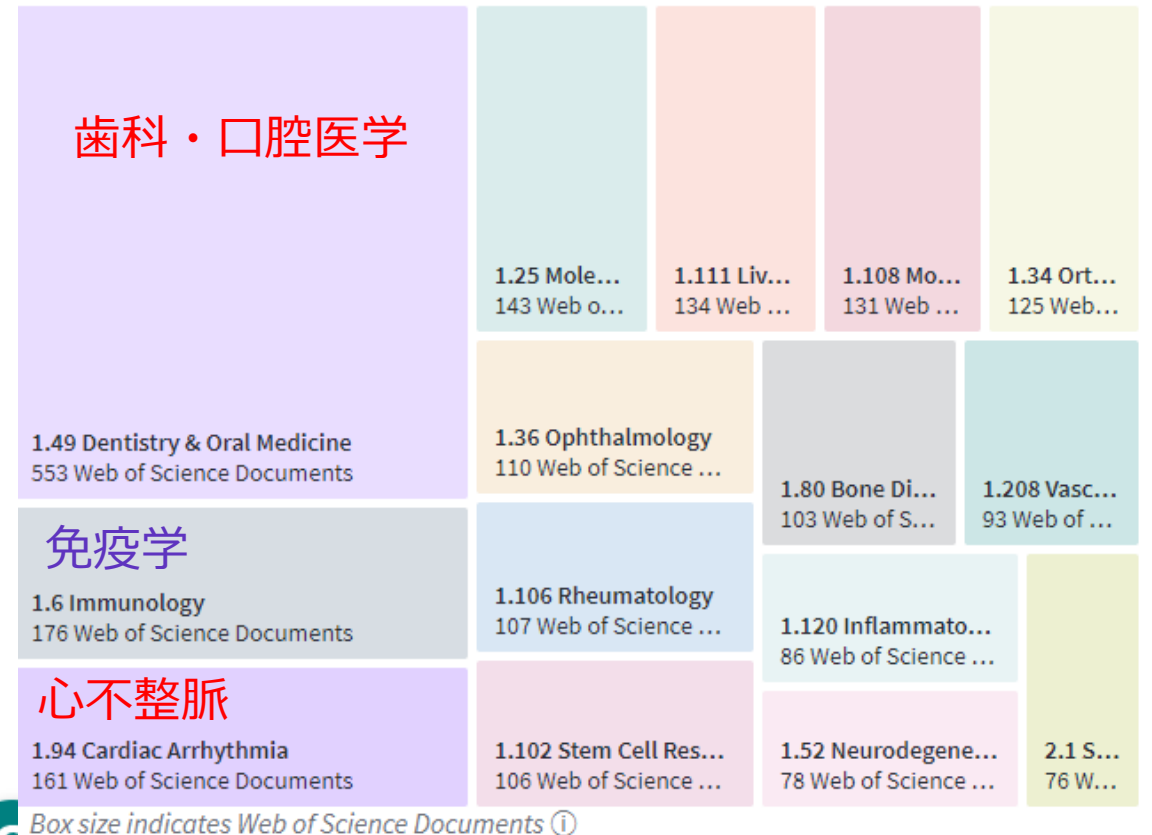 歯科・口腔医学
1.49 Dentistry & Oral Medicine
553 Web of Science Documents
免疫学
1.6 Immunology
176 Web of Science Documents
心不整脈
1.94 Cardiac Arrhythmia
161 Web of Science Documents
1.25 Mole...
143 Web o...
1.111 Liv...
134 Web ...
1.108 Mo...
131 Web ...
1.34 Ort...
125 Web...
1.36 Ophthalmology
110 Web of Science ...
1.80 Bone Di...
103 Web of S...
1.208 Vasc...
93 Web of ...
1.106 Rheumatology
107 Web of Science ...
1.120 Inflammato...
86 Web of Science ...
1.102 Stem Cell Res...
106 Web of Science ...
1.52 Neurodegene...
78 Web of Science ...
2.1 S...
76 W...
Box size indicates Web of Science Documents ⓘ